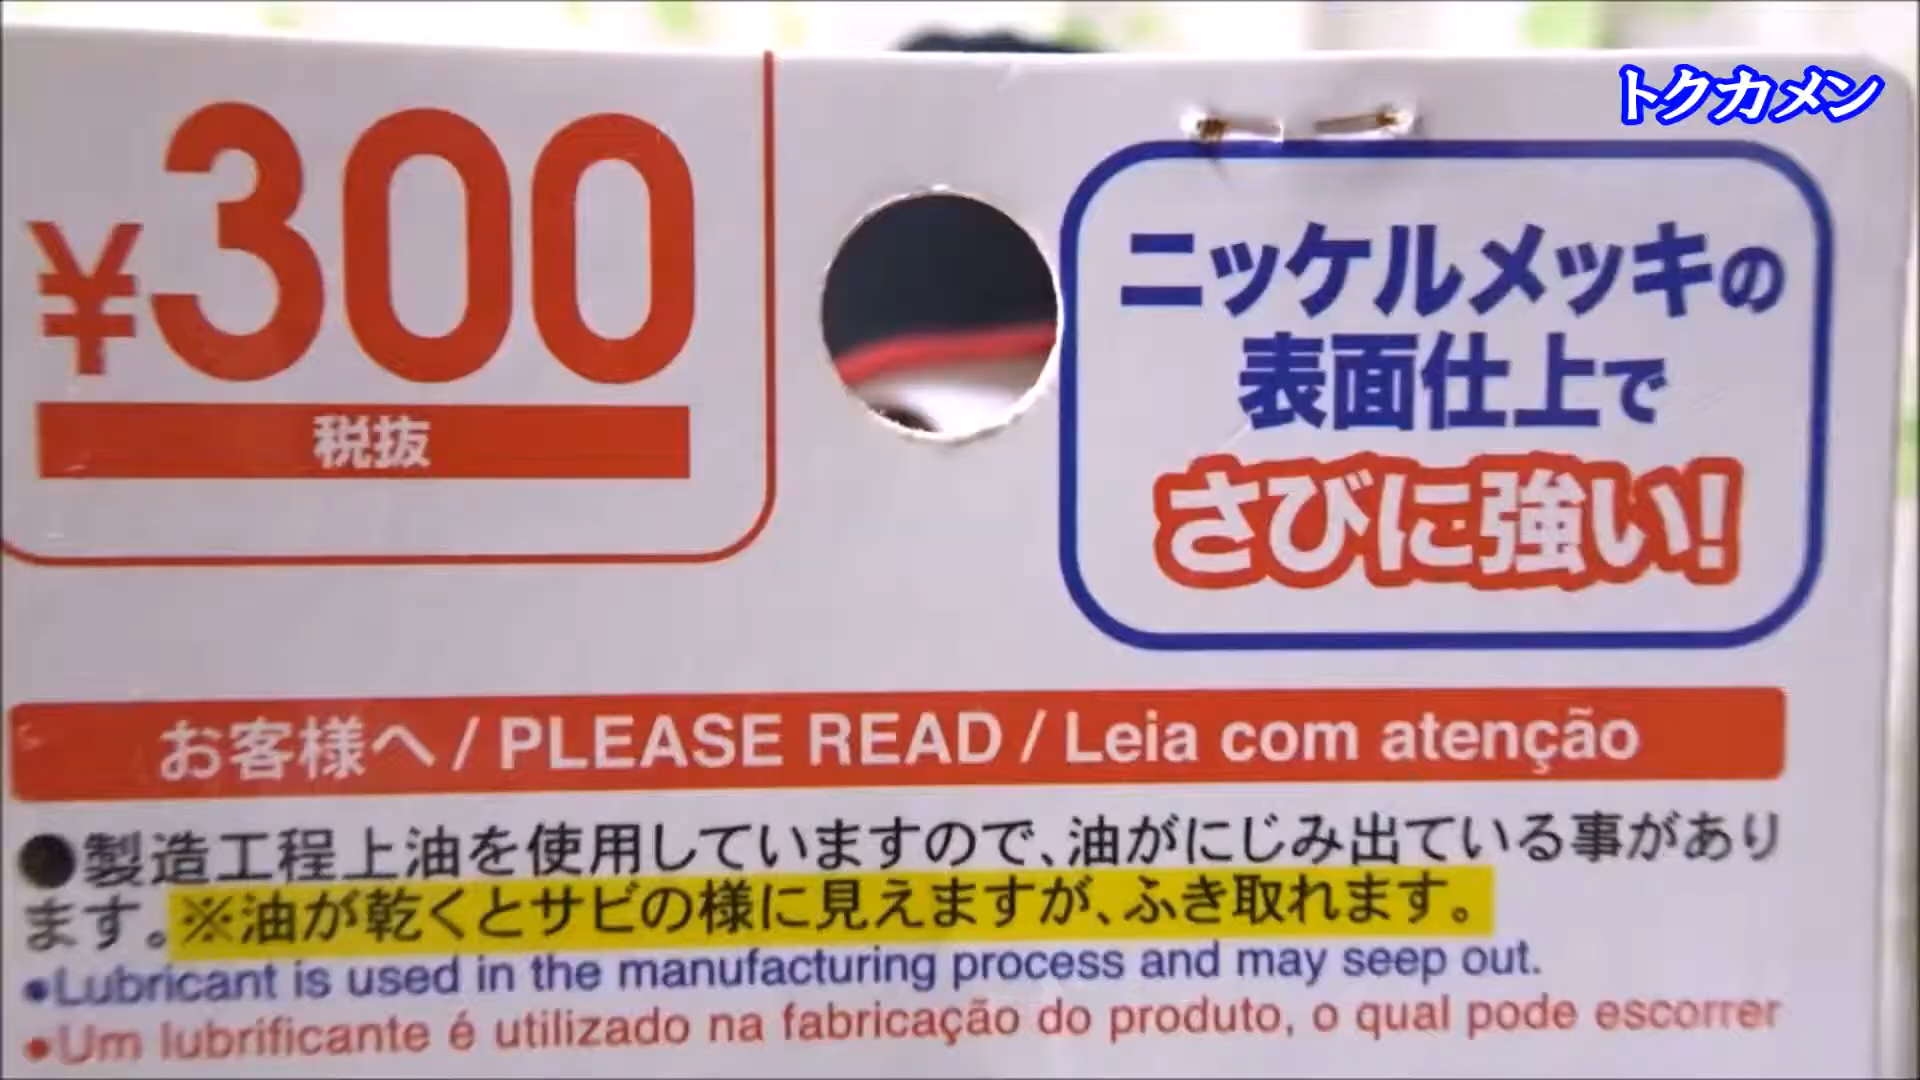 トクカメン
¥300
税抜
ニッケルメッキの
表面仕上で
さびに強い!
お客様へ / PLEASE READ / Leia com atenção
●製造工程上油を使用していますので、油がにじみ出ている事があり
ます。※油が乾くとサビの様に見えますが、ふき取れます。
●Lubricant is used in the manufacturing process and may seep out.
●Um lubrificante é utilizado na fabricação do produto, o qual pode escorrer